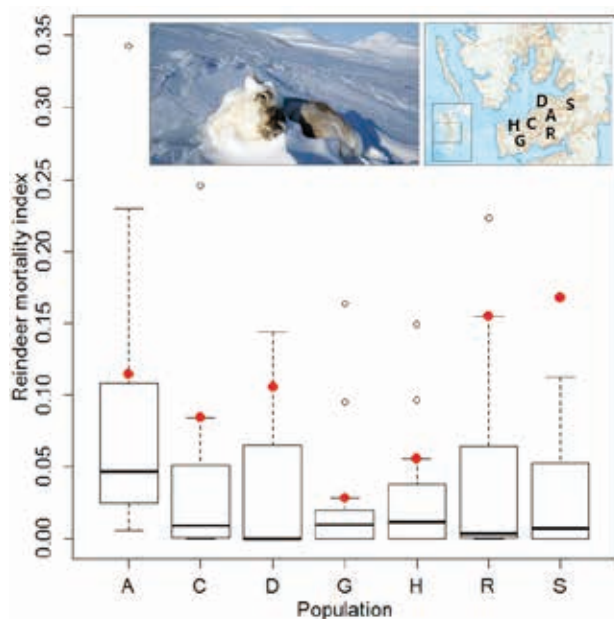 D
S
A
H C
R
G
Reindeer mortality index
0.35
0.30
0.25
0.20
0.15
0.10
0.05
0.00
A C D G H R S
Population